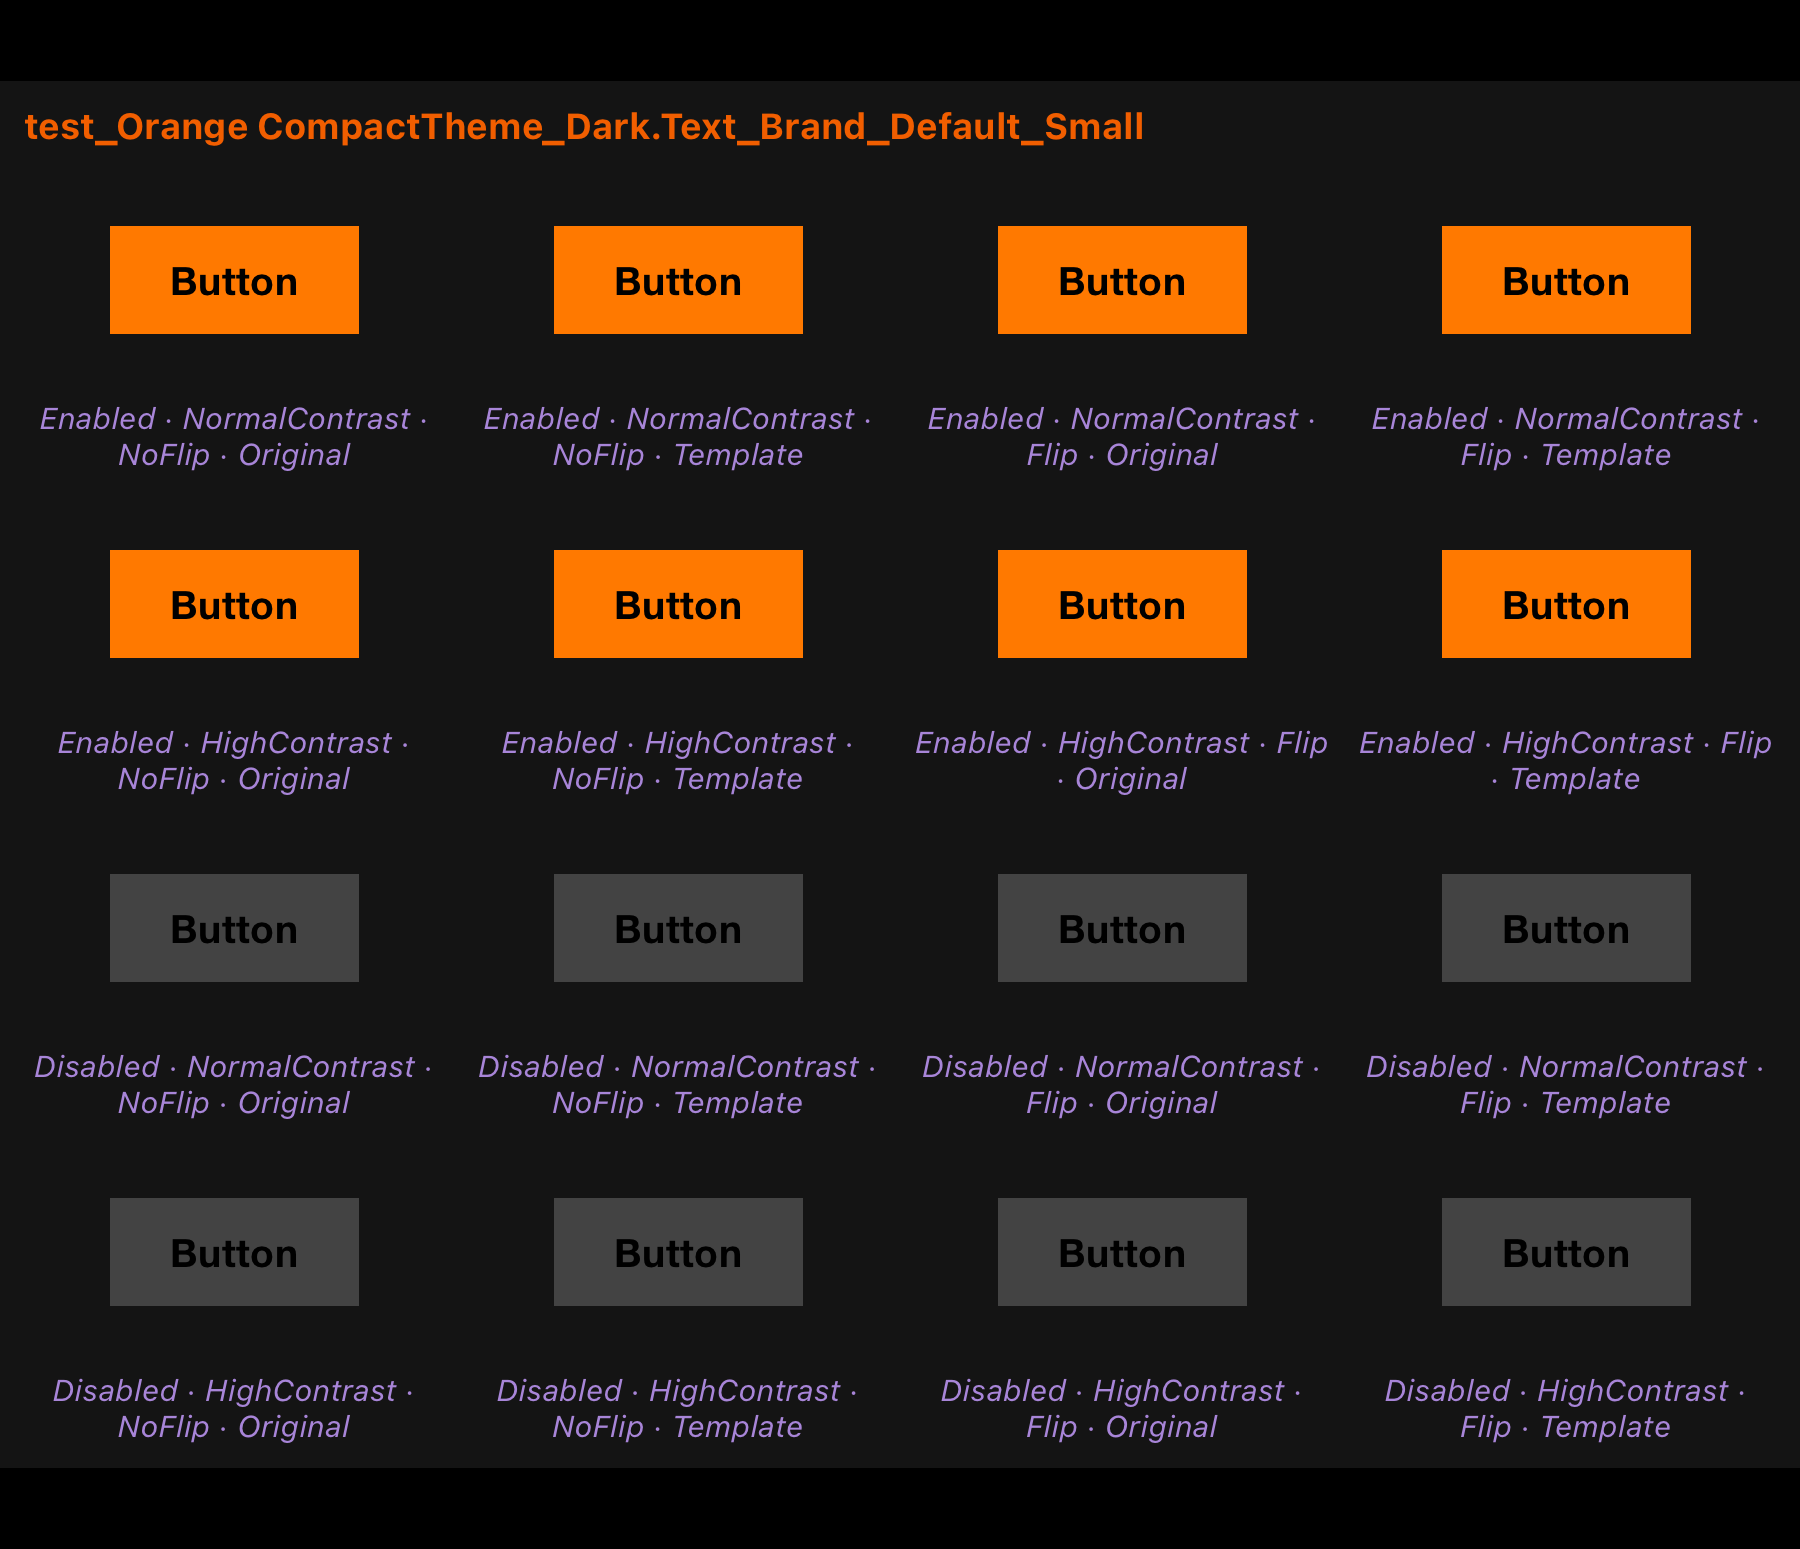 test_Orange CompactTheme_Dark.Text_Brand_Default_Small
Button Button Button Button
Enabled · NormalContrast · Enabled · NormalContrast · Enabled · NormalContrast · Enabled · NormalContrast ·
NoFlip · Original NoFlip · Template Flip · Original Flip · Template
Button Button Button Button
Enabled · HighContrast · Enabled · HighContrast · Enabled · HighContrast · Flip Enabled · HighContrast · Flip
NoFlip · Original NoFlip · Template · Original · Template
Button Button Button Button
Disabled · NormalContrast · Disabled · NormalContrast · Disabled · NormalContrast · Disabled · NormalContrast ·
NoFlip · Original NoFlip · Template Flip · Original Flip · Template
Button Button Button Button
Disabled · HighContrast · Disabled · HighContrast · Disabled · HighContrast · Disabled · HighContrast ·
NoFlip · Original NoFlip · Template Flip · Original Flip · Template